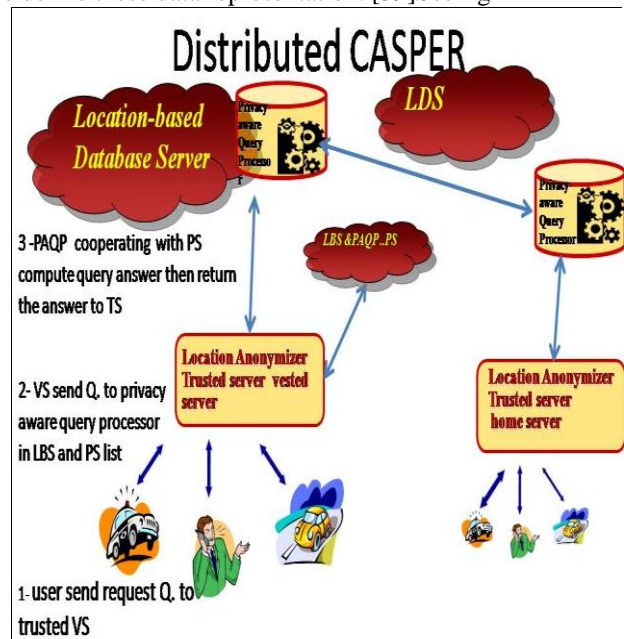 Distributed CASPER
Location-based
Database Server
Privacy
aware
Query
Processo
r
LDS
Privacy
aware
Query
Processor
LBS &PAQP..PS
3 -PAQP cooperating with PS
compute query answer then return
the answer to TS
Location Anonymizer
Trusted server vested
server
Location Anonymizer
Trusted server
home server
2- VS send Q. to privacy
aware query processor
in LBS and PS list
1- user send request Q. to
trusted VS